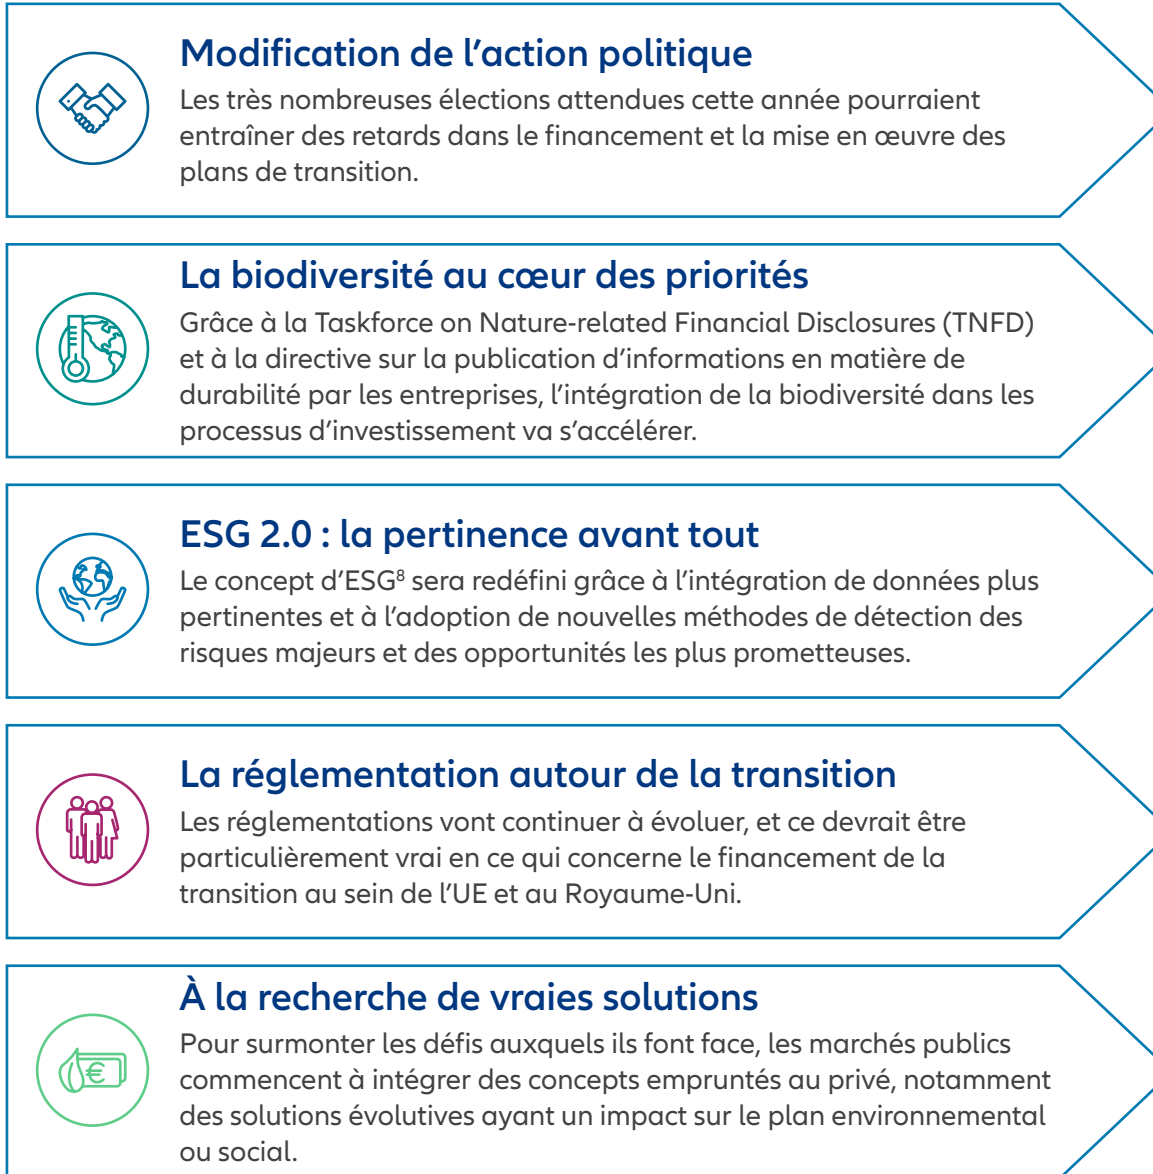 Modification de l’action politique
Les très nombreuses élections attendues cette année pourraient
entraîner des retards dans le financement et la mise en œuvre des
plans de transition.
La biodiversité au cœur des priorités
Grâce à la Taskforce on Nature-related Financial Disclosures (TNFD)
et à la directive sur la publication d’informations en matière de
durabilité par les entreprises, l’intégration de la biodiversité dans les
processus d’investissement va s’accélérer.
ESG 2.0 : la pertinence avant tout
Le concept d’ESG⁸ sera redéfini grâce à l’intégration de données plus
pertinentes et à l’adoption de nouvelles méthodes de détection des
risques majeurs et des opportunités les plus prometteuses.
La réglementation autour de la transition
Les réglementations vont continuer à évoluer, et ce devrait être
particulièrement vrai en ce qui concerne le financement de la
transition au sein de l’UE et au Royaume-Uni.
À la recherche de vraies solutions
Pour surmonter les défis auxquels ils font face, les marchés publics
commencent à intégrer des concepts empruntés au privé, notamment
des solutions évolutives ayant un impact sur le plan environnemental
ou social.